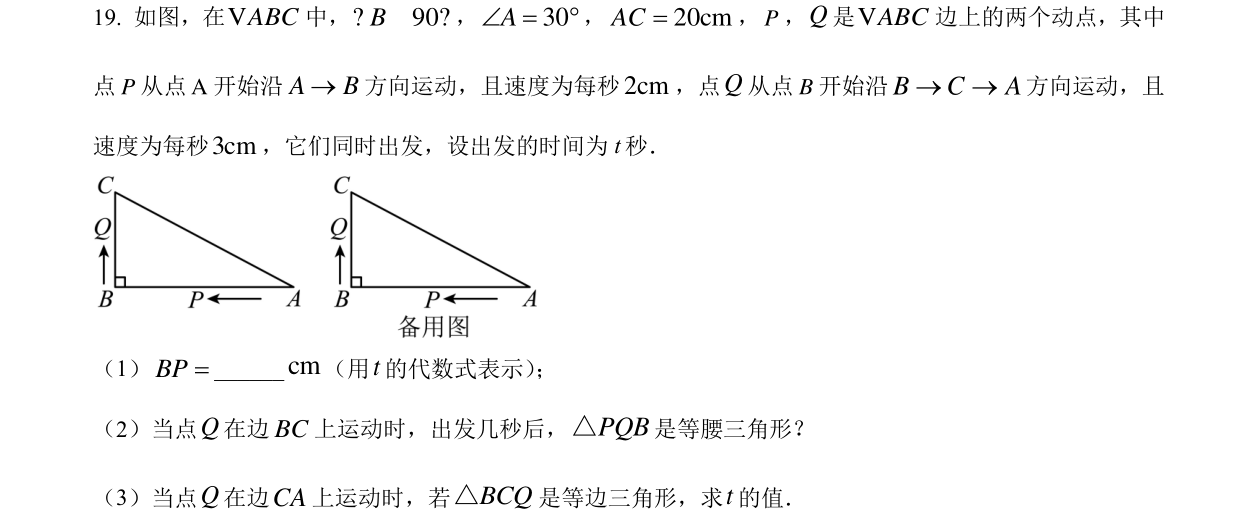 19. 如图，在VABC 中，? B 90?，∠A = 30°，AC = 20cm，P，Q 是VABC 边上的两个动点，其中
点 P 从点 A 开始沿 A → B 方向运动，且速度为每秒 2cm，点 Q 从点 B 开始沿 B → C → A 方向运动，且
速度为每秒 3cm，它们同时出发，设出发的时间为 t 秒．
C
Q
B P A
C
Q
B P A
备用图
（1）BP = ______ cm（用 t 的代数式表示）；
（2）当点 Q 在边 BC 上运动时，出发几秒后，△PQB 是等腰三角形？
（3）当点 Q 在边 CA 上运动时，若 △BCQ 是等边三角形，求 t 的值．